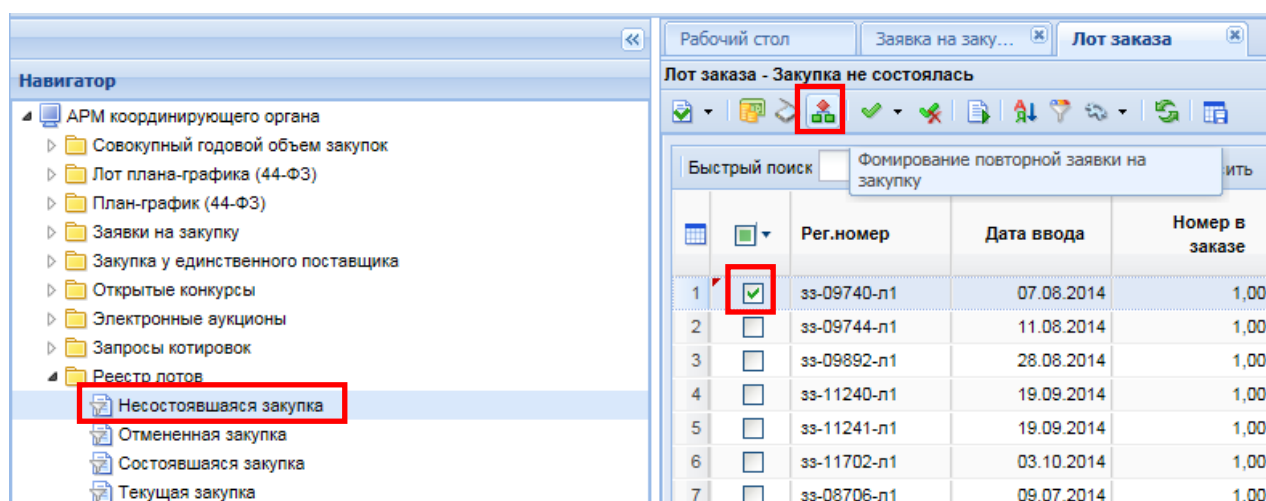 Навигатор
АРМ координирующего органа
Совокупный годовой объем закупок
Лот плана-графика (44-ФЗ)
План-график (44-ФЗ)
Заявки на закупку
Закупка у единственного поставщика
Открытые конкурсы
Электронные аукционы
Запросы котировок
Реестр лотов
Несостоявшаяся закупка
Отмененная закупка
Состоявшаяся закупка
Текущая закупка
Рабочий стол Заявка на заку... Лот заказа
Лот заказа - Закупка не состоялась
Быстрый поиск
Фомирование повторной заявки на
закупку
Рег.номер Дата ввода Номер в
заказе
1 зз-09740-л1 07.08.2014 1,00
2 зз-09744-л1 11.08.2014 1,00
3 зз-09892-л1 28.08.2014 1,00
4 зз-11240-л1 19.09.2014 1,00
5 зз-11241-л1 19.09.2014 1,00
6 зз-11702-л1 03.10.2014 1,00
7 зз-08706-л1 09.07.2014 1,00